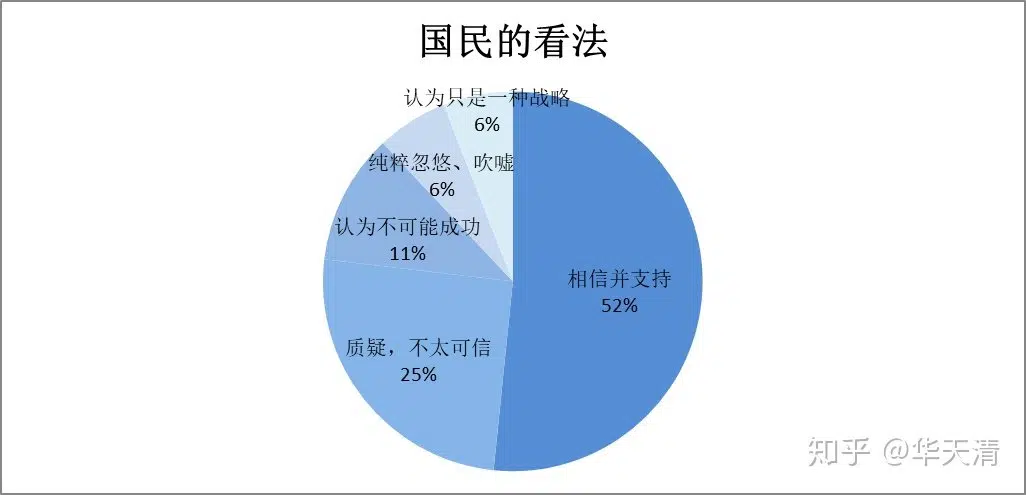 国民的看法
认为只是一种战略
6%
纯粹忽悠、吹嘘
6%
认为不可能成功
11%
相信并支持
52%
质疑，不太可信
25%
知乎 @华天清